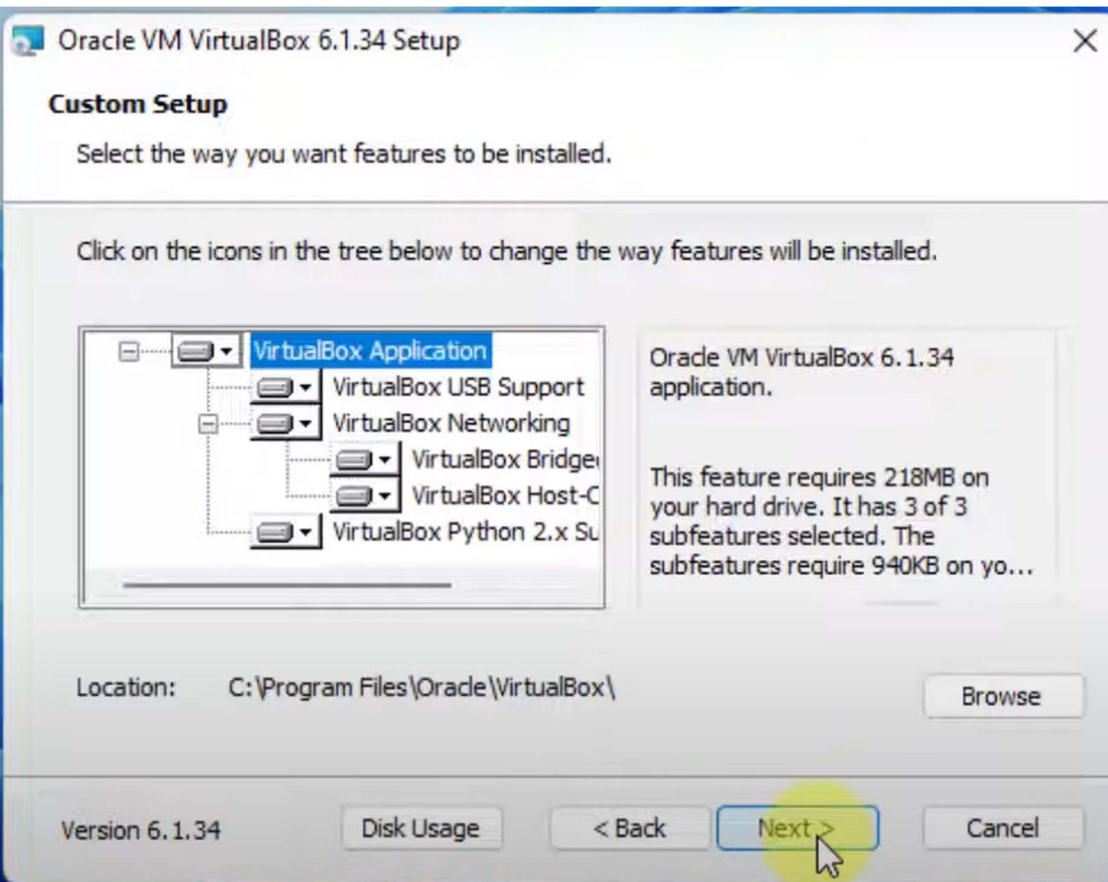 Oracle VM VirtualBox 6.1.34 Setup
Custom Setup
Select the way you want features to be installed.
Click on the icons in the tree below to change the way features will be installed.
VirtualBox Application
VirtualBox USB Support
VirtualBox Networking
VirtualBox Bridge
VirtualBox Host-C
VirtualBox Python 2.x Su
Oracle VM VirtualBox 6.1.34
application.
This feature requires 218MB on
your hard drive. It has 3 of 3
subfeatures selected. The
subfeatures require 940KB on yo...
Location:
C:\Program Files\Oracle\VirtualBox\
Browse
Version 6.1.34
Disk Usage
< Back
Next >
Cancel